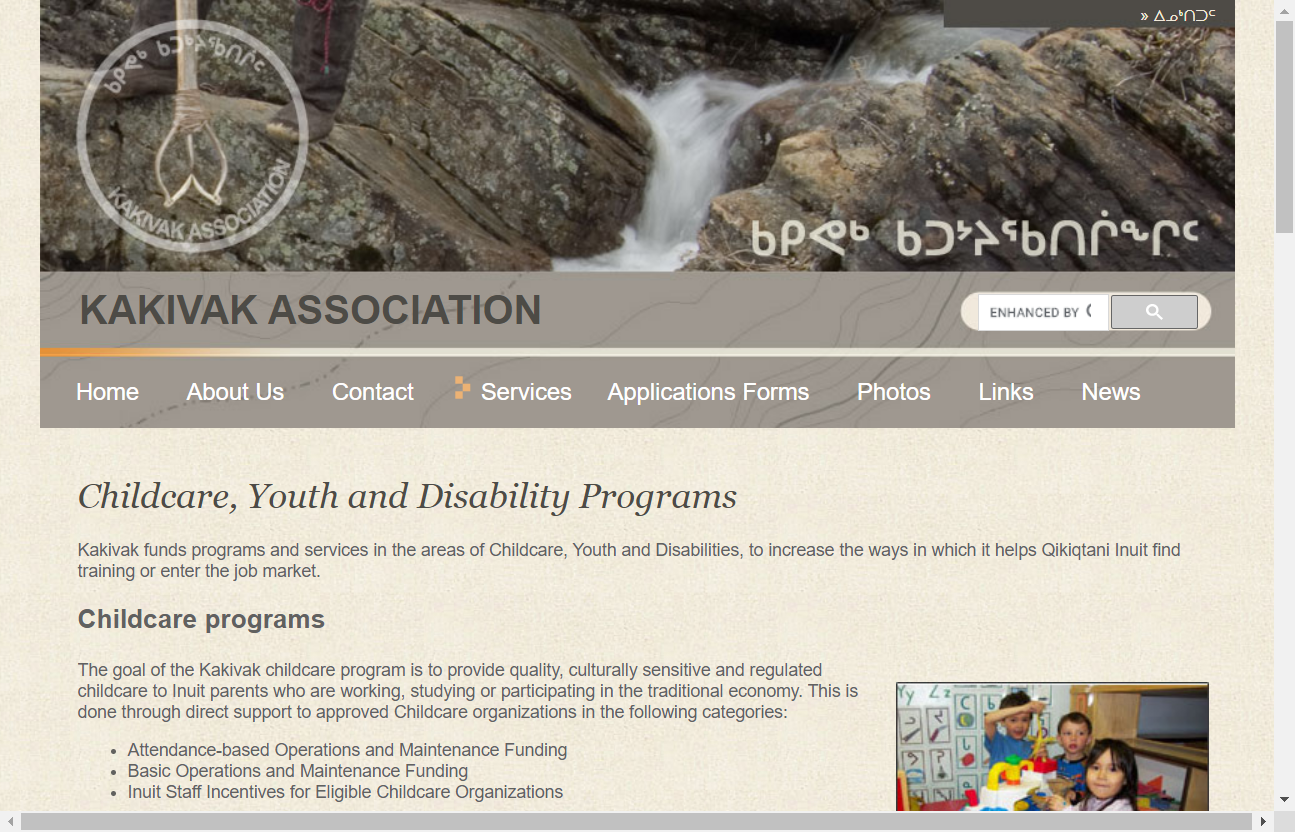 » ᐃᓄᒃᑎᑐᑦ
KAKIVAK ASSOCIATION
KAKIVAK ASSOCIATION
ENHANCED BY
Home About Us Contact Services Applications Forms Photos Links News
Childcare, Youth and Disability Programs
Kakivak funds programs and services in the areas of Childcare, Youth and Disabilities, to increase the ways in which it helps Qikiqtani Inuit find
training or enter the job market.
Childcare programs
The goal of the Kakivak childcare program is to provide quality, culturally sensitive and regulated
childcare to Inuit parents who are working, studying or participating in the traditional economy. This is
done through direct support to approved Childcare organizations in the following categories:
Yy Zz
• Attendance-based Operations and Maintenance Funding
• Basic Operations and Maintenance Funding
• Inuit Staff Incentives for Eligible Childcare Organizations